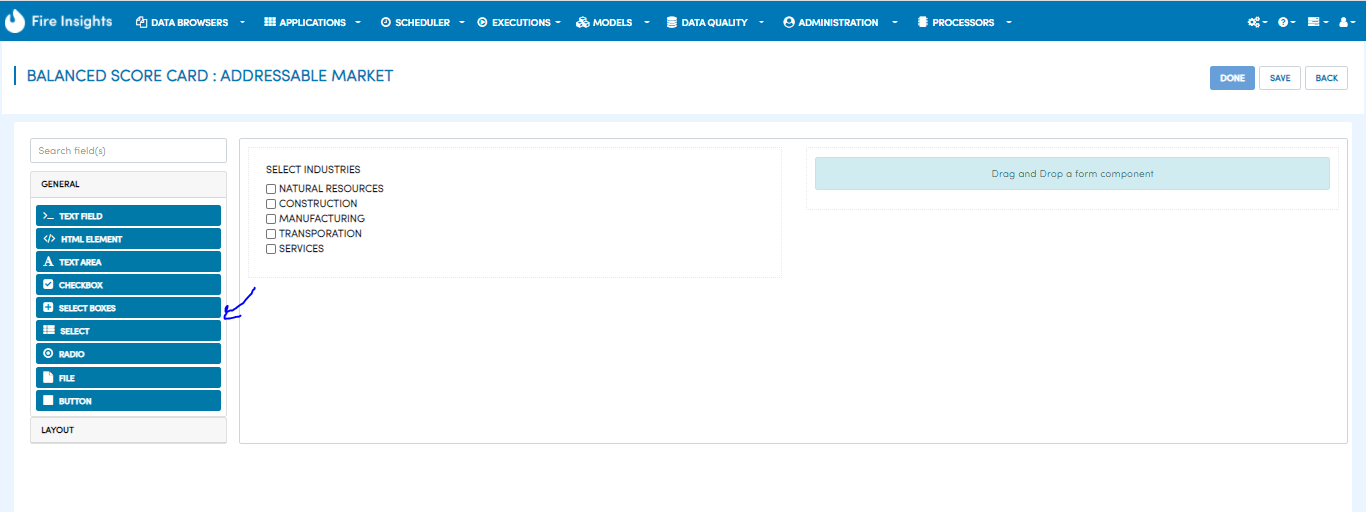 Fire Insights DATA BROWSERS APPLICATIONS SCHEDULER EXECUTIONS MODELS DATA QUALITY ADMINISTRATION PROCESSORS
BALANCED SCORE CARD : ADDRESSABLE MARKET
DONE SAVE BACK
Search field(s)
GENERAL
TEXT FIELD
HTML ELEMENT
TEXT AREA
CHECKBOX
SELECT BOXES
SELECT
RADIO
FILE
BUTTON
LAYOUT
SELECT INDUSTRIES
NATURAL RESOURCES
CONSTRUCTION
MANUFACTURING
TRANSPORATION
SERVICES
Drag and Drop a form component